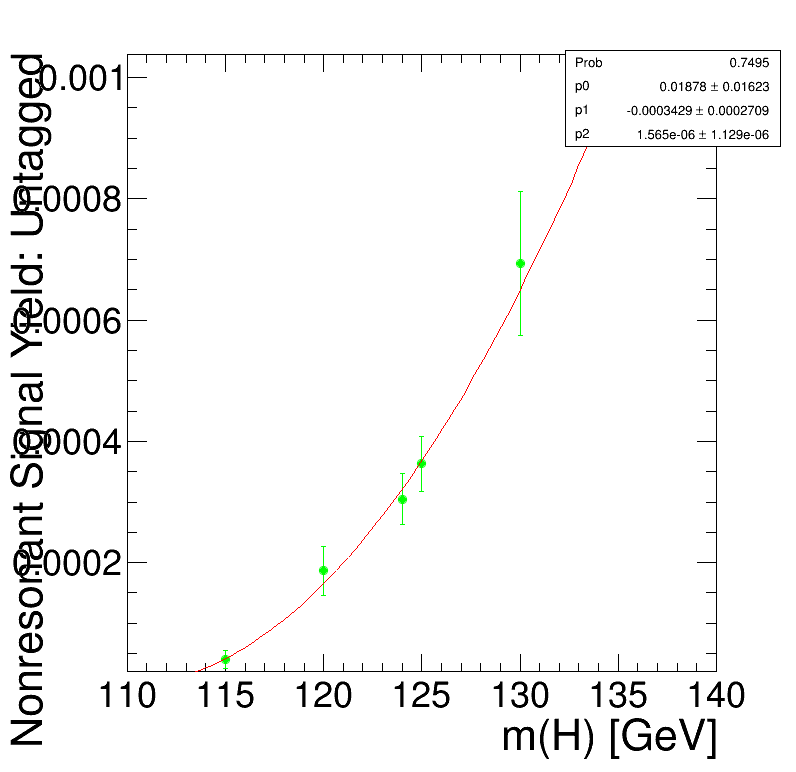 Nonresonant Signal Yield: Untagged
0.001
0.0008
0.0006
0.0004
0.0002
Prob 0.7495
p0 0.01878 ± 0.01623
p1 -0.0003429 ± 0.0002709
p2 1.565e-06 ± 1.129e-06
110 115 120 125 130 135 140
m(H) [GeV]